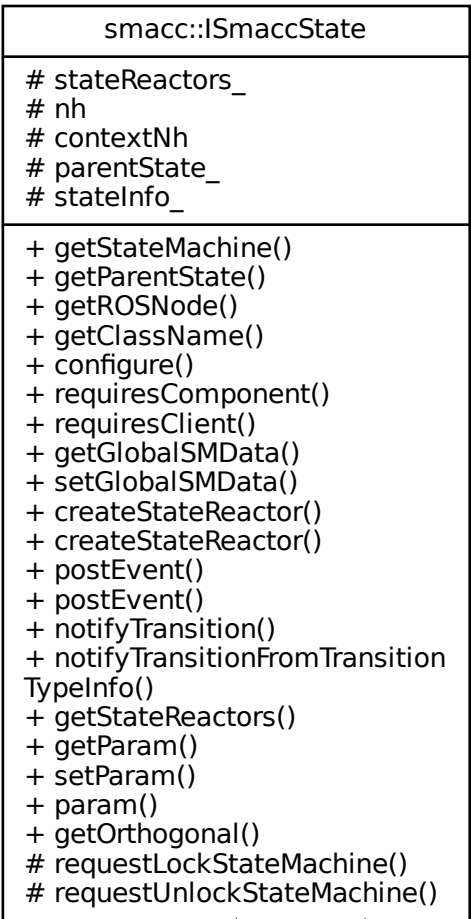 smacc::ISmaccState
# stateReactors_
# nh
# contextNh
# parentState_
# stateInfo_
+ getStateMachine()
+ getParentState()
+ getROSNode()
+ getClassName()
+ configure()
+ requiresComponent()
+ requiresClient()
+ getGlobalSMData()
+ setGlobalSMData()
+ createStateReactor()
+ createStateReactor()
+ postEvent()
+ postEvent()
+ notifyTransition()
+ notifyTransitionFromTransition
TypeInfo()
+ getStateReactors()
+ getParam()
+ setParam()
+ param()
+ getOrthogonal()
# requestLockStateMachine()
# requestUnlockStateMachine()